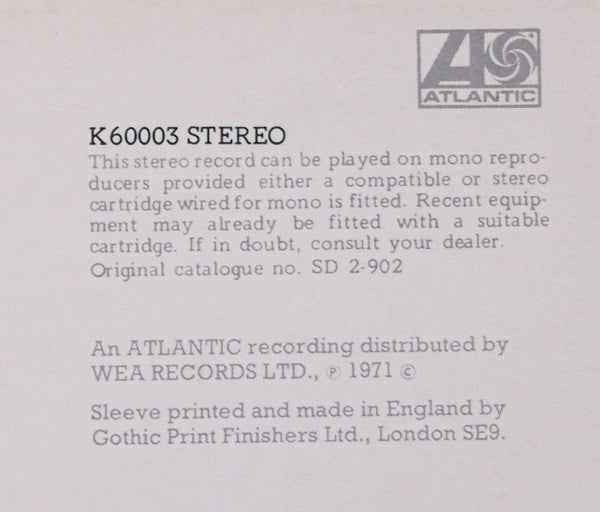 ATLANTIC
K60003 STEREO
This stereo record can be played on mono repro-
ducers provided either a compatible or stereo
cartridge wired for mono is fitted. Recent equip-
ment may already be fitted with a suitable
cartridge. If in doubt, consult your dealer.
Original catalogue no. SD 2-902
An ATLANTIC recording distributed by
WEA RECORDS LTD., ℗ 1971 ©
Sleeve printed and made in England by
Gothic Print Finishers Ltd., London SE9.